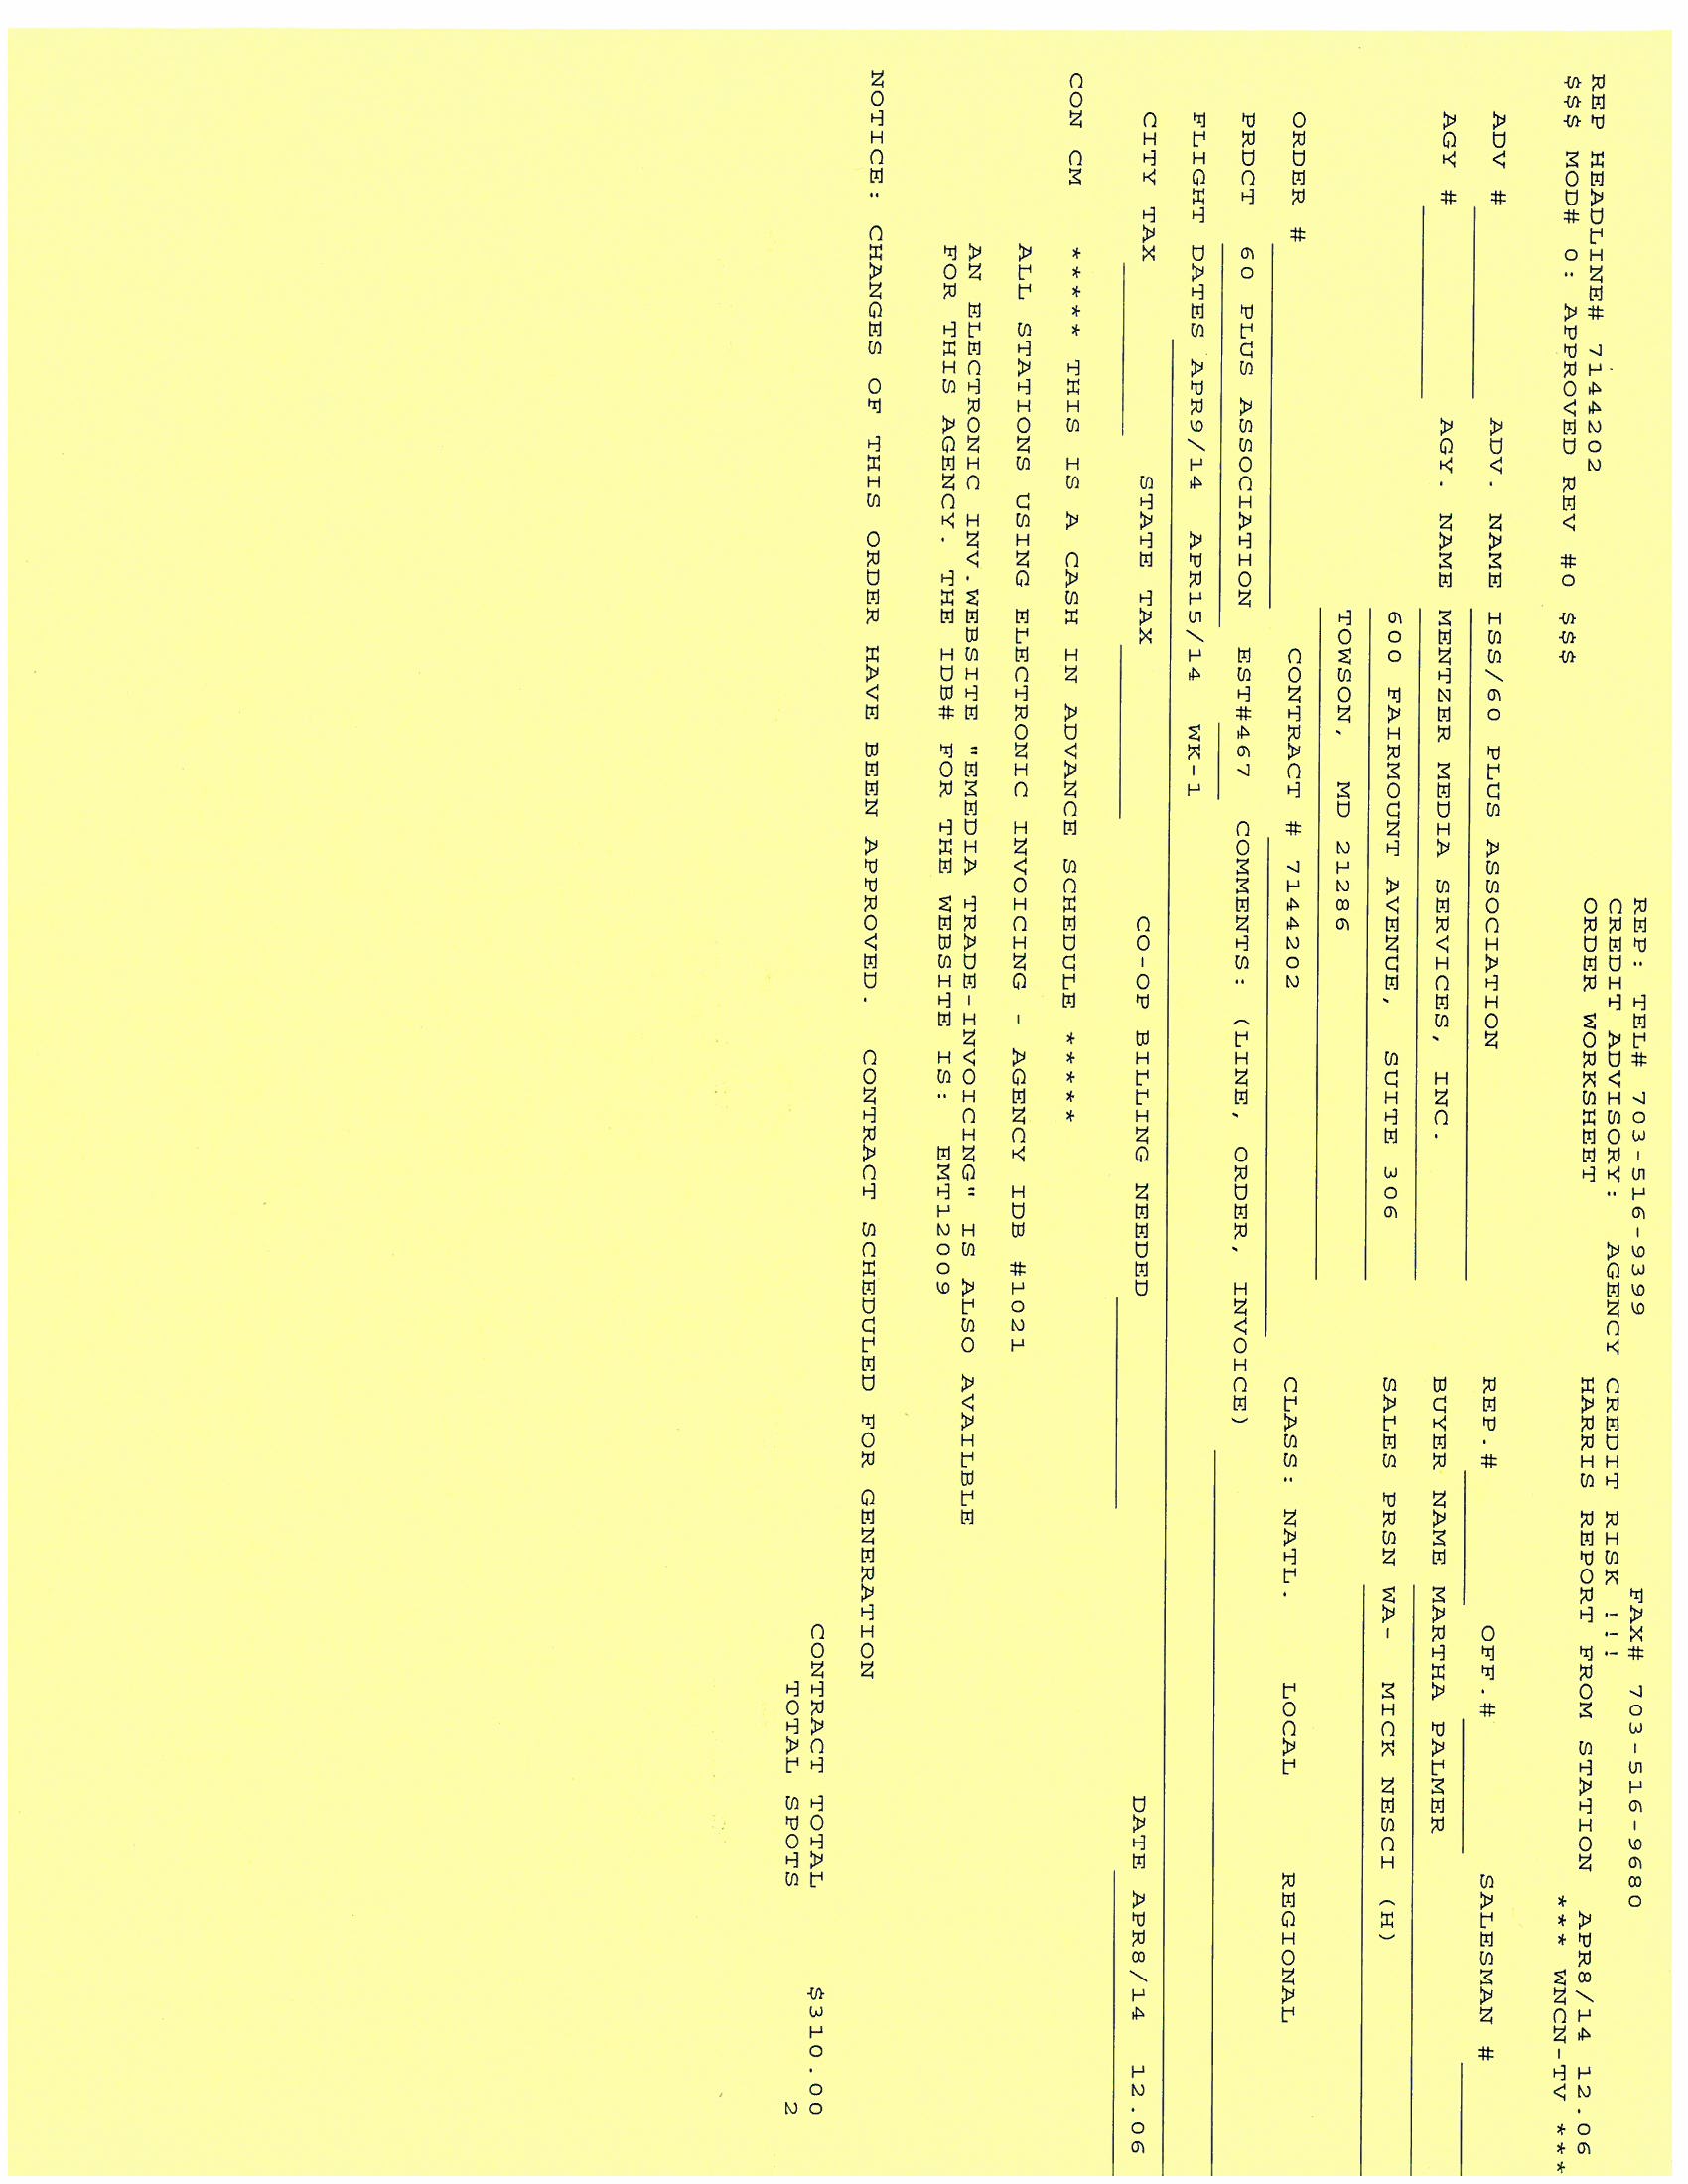 REP: TEL# 703-516-9399 FAX# 703-516-9680
CREDIT ADVISORY: AGENCY CREDIT RISK !!!
REP HEADLINE# 7144202 ORDER WORKSHEET HARRIS REPORT FROM STATION APR8/14 12.06
$$$ MOD# 0: APPROVED REV #0 $$$ *** WNCN-TV ***
ADV # ADV. NAME ISS/60 PLUS ASSOCIATION REP.# OFF.# SALESMAN #
AGY # AGY. NAME MENTZER MEDIA SERVICES, INC. BUYER NAME MARTHA PALMER
600 FAIRMOUNT AVENUE, SUITE 306 SALES PRSN WA- MICK NESCI (H)
TOWSON, MD 21286
ORDER # CONTRACT # 7144202 CLASS: NATL. LOCAL REGIONAL
PRDCT 60 PLUS ASSOCIATION EST#467 COMMENTS: (LINE, ORDER, INVOICE)
FLIGHT DATES APR9/14 APR15/14 WK-1
CITY TAX STATE TAX CO-OP BILLING NEEDED DATE APR8/14 12.06
CON CM ***** THIS IS A CASH IN ADVANCE SCHEDULE *****
ALL STATIONS USING ELECTRONIC INVOICING - AGENCY IDB #1021
AN ELECTRONIC INV.WEBSITE "EMEDIA TRADE-INVOICING" IS ALSO AVAILBLE
FOR THIS AGENCY. THE IDB# FOR THE WEBSITE IS: EMT12009
NOTICE: CHANGES OF THIS ORDER HAVE BEEN APPROVED. CONTRACT SCHEDULED FOR GENERATION
CONTRACT TOTAL $310.00
TOTAL SPOTS 2